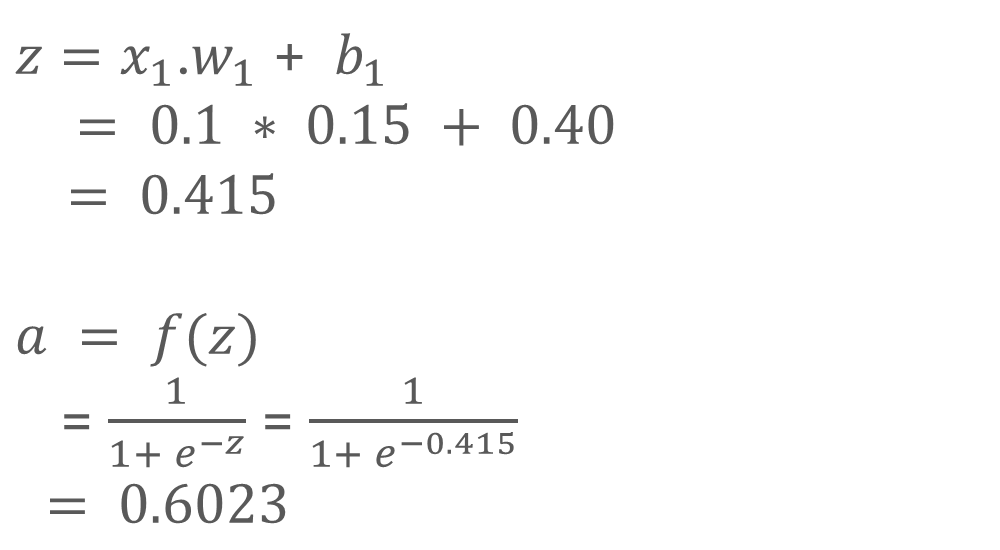 z = x₁.w₁ + b₁
= 0.1 * 0.15 + 0.40
= 0.415
a = f(z)
= 1/(1+ e⁻ᶻ) = 1/(1+ e⁻⁰·⁴¹⁵)
= 0.6023